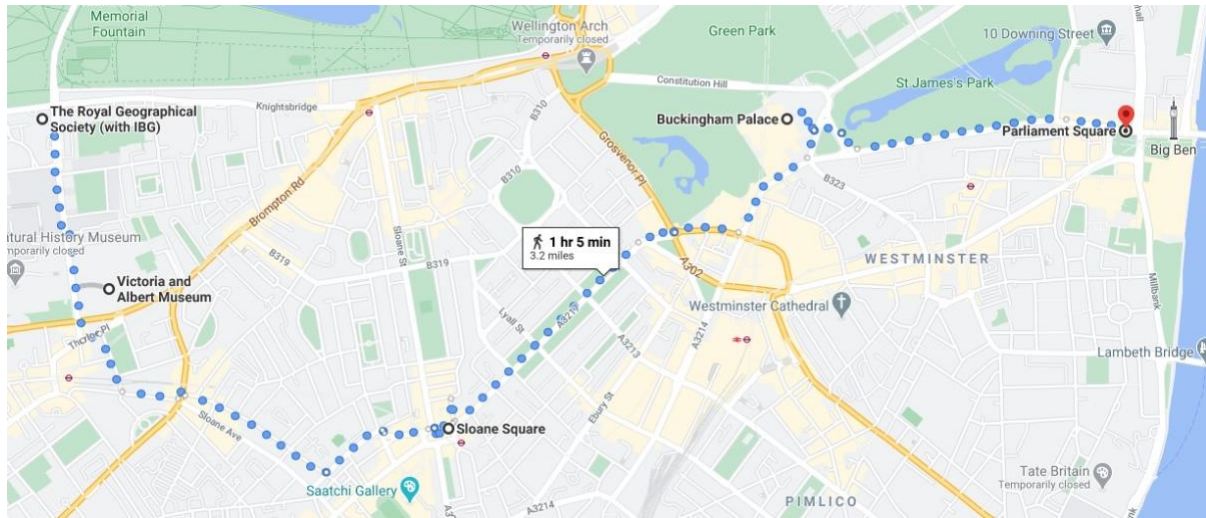 Memorial
Fountain
Wellington Arch
Temporarily closed
Green Park
10 Downing Street
St James's Park
Constitution Hill
Knightsbridge
The Royal Geographical
Society (with IBG)
B310
Grosvenor Pl
Buckingham Palace
Parliament Square
Big Ben
B310
B323
Brompton Rd
Sloane St
atural History Museum
mporarily closed
B319
B319
1 hr 5 min
3.2 miles
A302
WESTMINSTER
Victoria and
Albert Museum
Millbank
Westminster Cathedral
A3217
Lyall St
A3213
A3214
Lambeth Bridge
Ebury St
Sloane Ave
Sloane Square
Saatchi Gallery
A3214
PIMLICO
Tate Britain
Temporarily closed